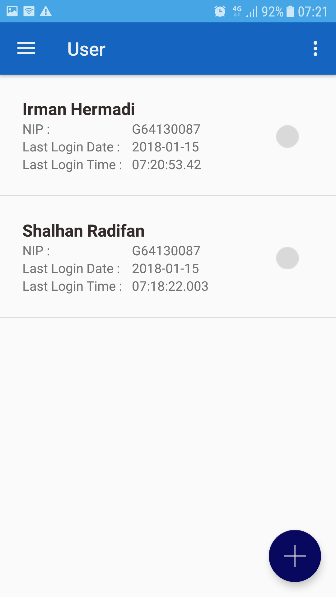 4G 92% 07:21
User
Irman Hermadi
NIP : G64130087
Last Login Date : 2018-01-15
Last Login Time : 07:20:53.42
Shalhan Radifan
NIP : G64130087
Last Login Date : 2018-01-15
Last Login Time : 07:18:22.003